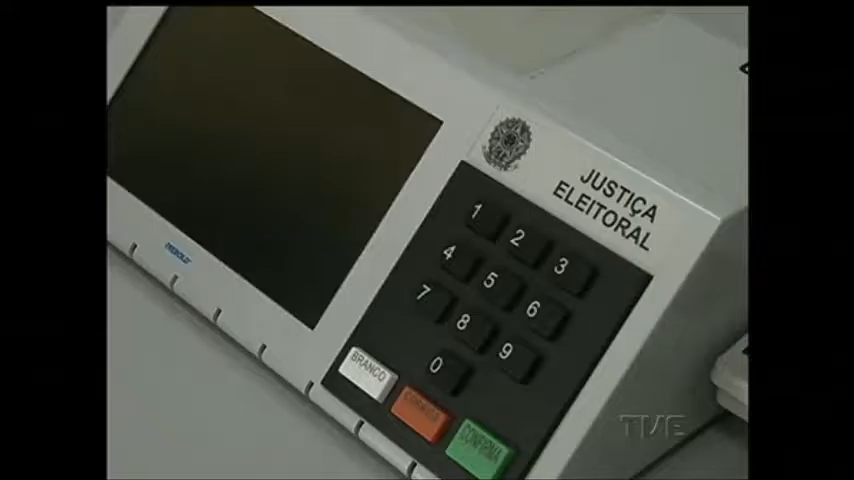 JUSTIÇA
ELEITORAL
1 2 3
4 5 6
7 8 9
0
BRANCO
CORRIGE
CONFIRMA
TVE